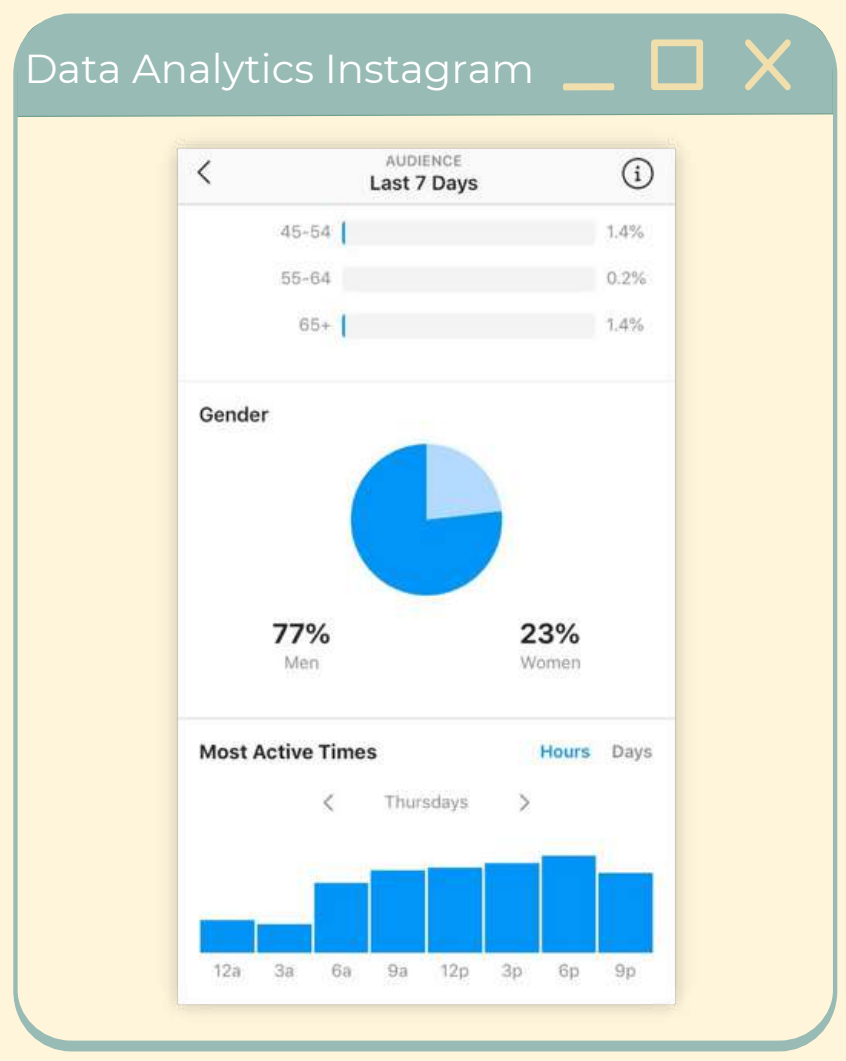 Data Analytics Instagram
AUDIENCE
Last 7 Days
45-54 1.4%
55-64 0.2%
65+ 1.4%
Gender
77% 23%
Men Women
Most Active Times Hours Days
Thursdays
12a 3a 6a 9a 12p 3p 6p 9p